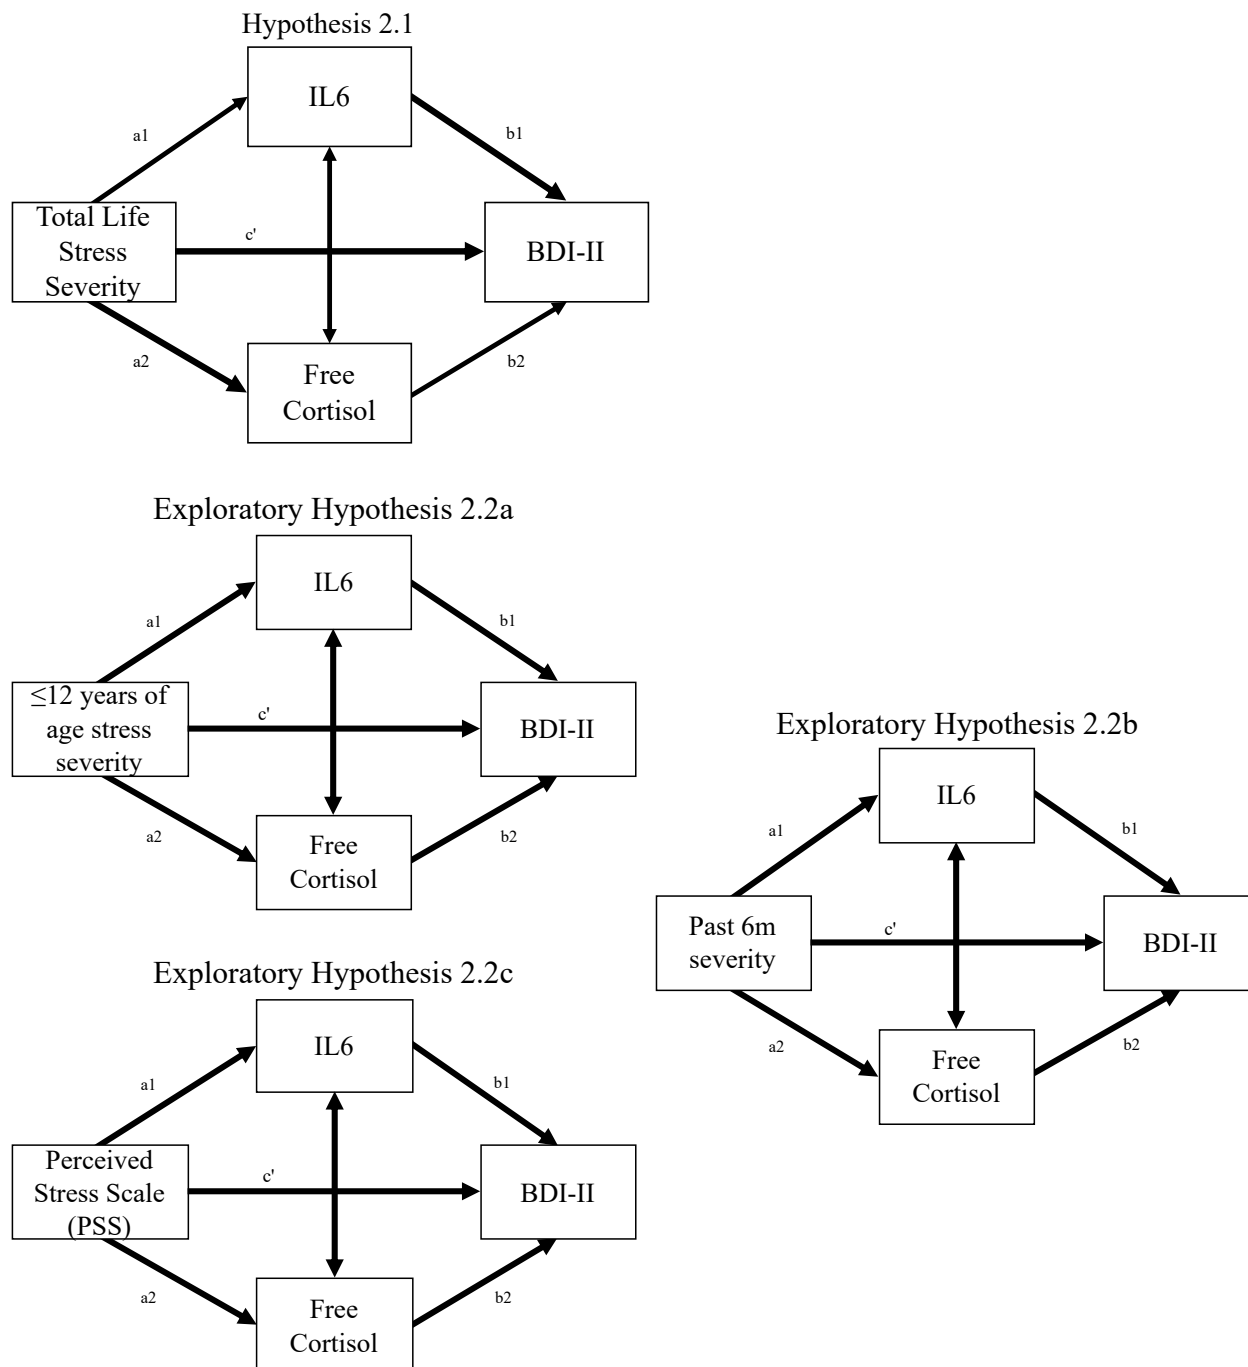 Hypothesis 2.1
IL6
a1
b1
Total Life
Stress
Severity
c'
BDI-II
a2
b2
Free
Cortisol
Exploratory Hypothesis 2.2a
IL6
a1
b1
≤12 years of
age stress
severity
c'
BDI-II
a2
b2
Free
Cortisol
Exploratory Hypothesis 2.2b
IL6
a1
b1
Past 6m
severity
c'
BDI-II
a2
b2
Free
Cortisol
Exploratory Hypothesis 2.2c
IL6
a1
b1
Perceived
Stress Scale
(PSS)
c'
BDI-II
a2
b2
Free
Cortisol